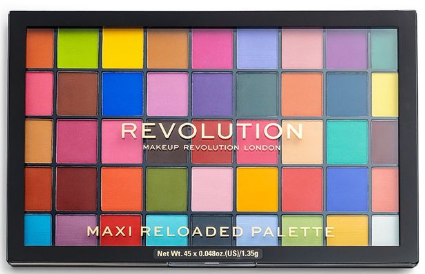 REVOLUTION
MAKEUP REVOLUTION LONDON
MAXI RELOADED PALETTE
Net Wt. 45 x 0.048oz.(US)/1.35g